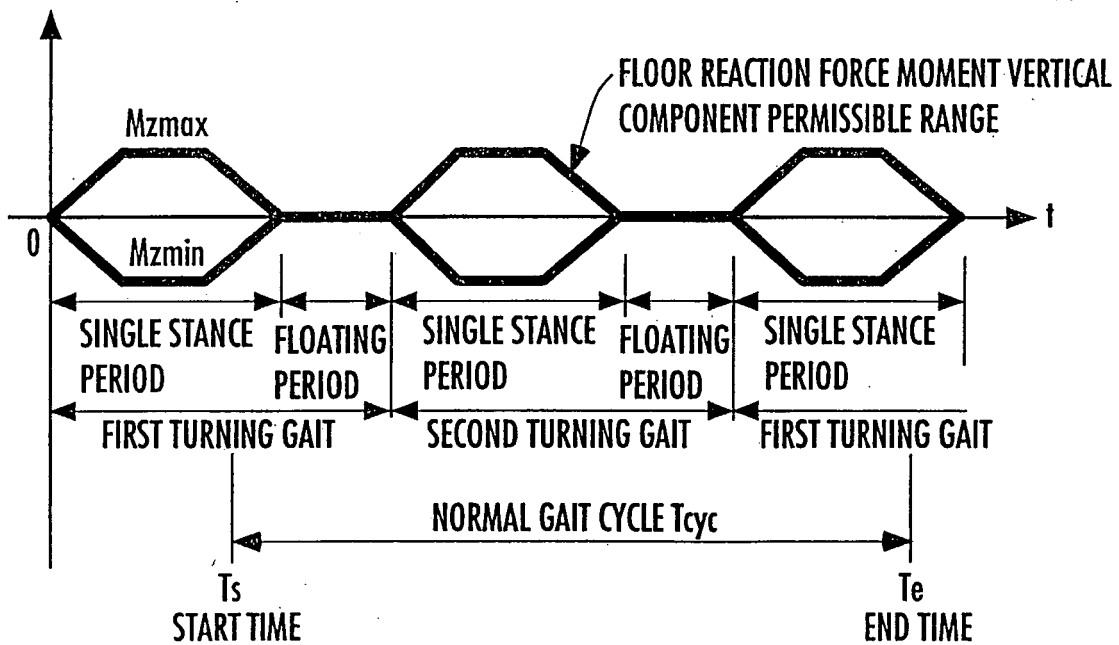 FLOOR REACTION FORCE MOMENT VERTICAL
COMPONENT PERMISSIBLE RANGE
Mzmax
t
0
Mzmin
SINGLE STANCE
PERIOD
FLOATING
PERIOD
SINGLE STANCE
PERIOD
FLOATING
PERIOD
SINGLE STANCE
PERIOD
FIRST TURNING GAIT
SECOND TURNING GAIT
FIRST TURNING GAIT
NORMAL GAIT CYCLE Tcyc
Ts
START TIME
Te
END TIME